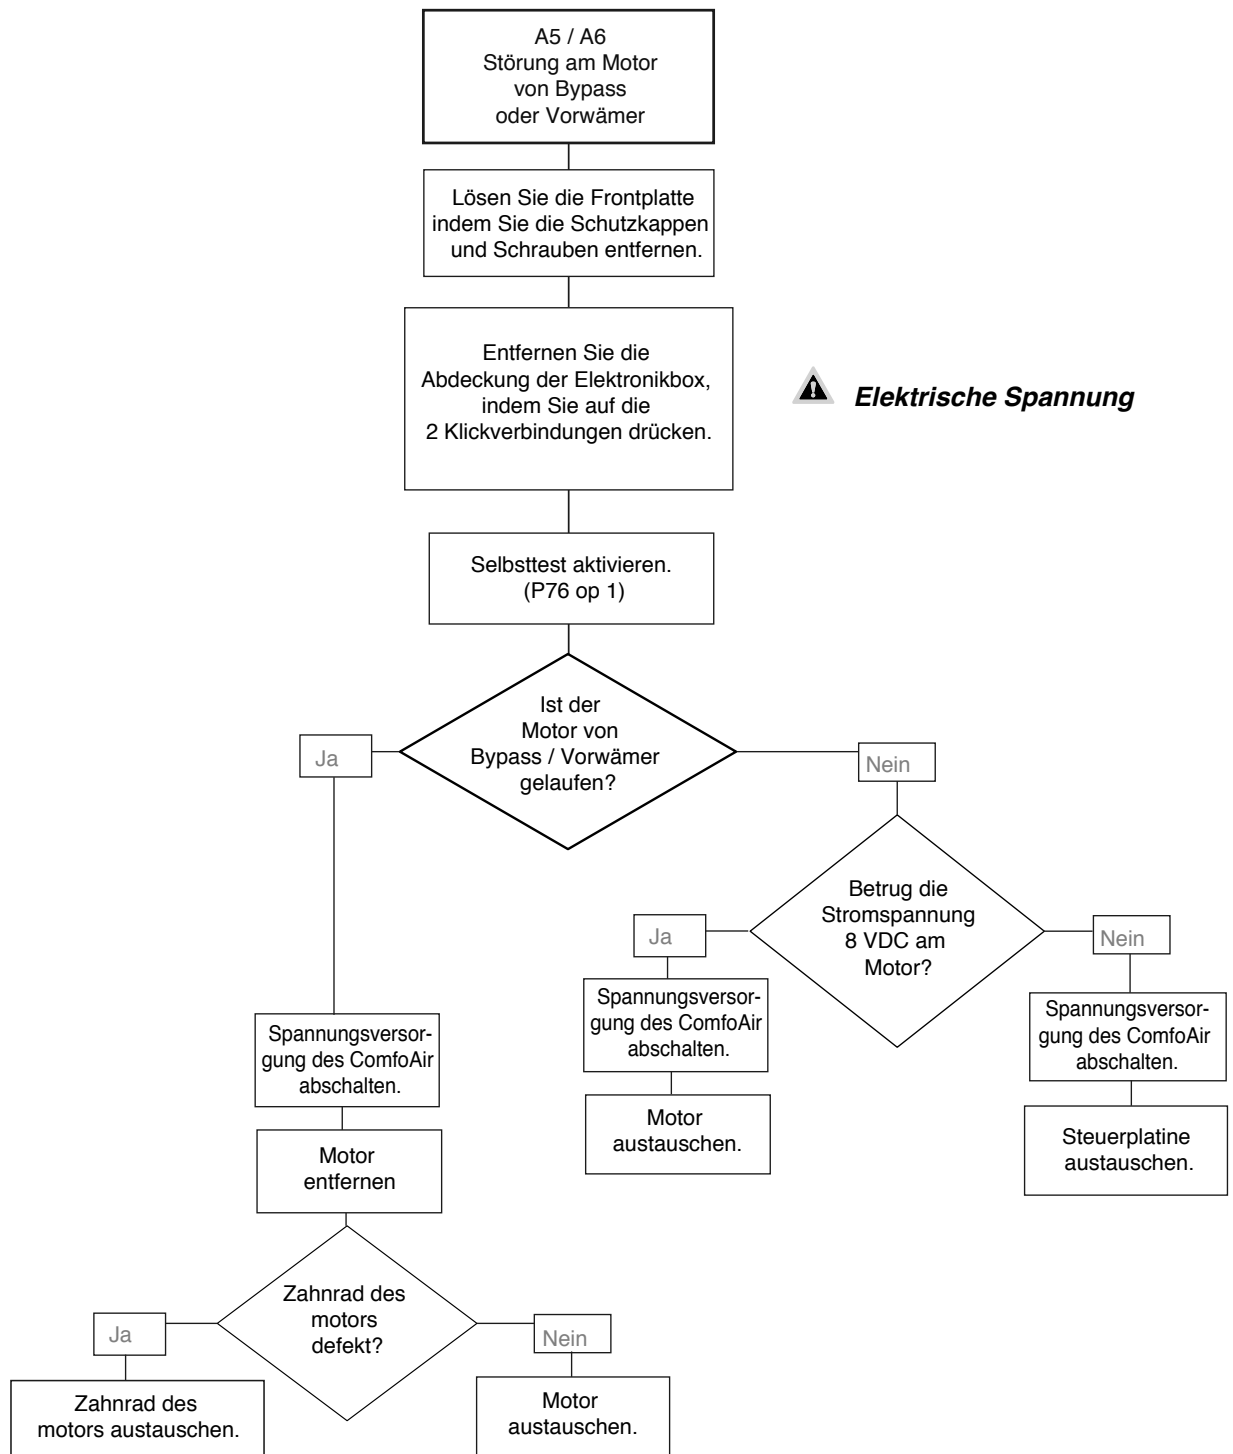 A5 / A6
Störung am Motor
von Bypass
oder Vorwämer
Lösen Sie die Frontplatte
indem Sie die Schutzkappen
und Schrauben entfernen.
Entfernen Sie die
Abdeckung der Elektronikbox,
indem Sie auf die
2 Klickverbindungen drücken.
Elektrische Spannung
Selbsttest aktivieren.
(P76 op 1)
Ist der
Motor von
Bypass / Vorwämer
gelaufen?
Ja
Nein
Betrug die
Stromspannung
8 VDC am
Motor?
Ja
Nein
Spannungsversor-
gung des ComfoAir
abschalten.
Spannungsversor-
gung des ComfoAir
abschalten.
Spannungsversor-
gung des ComfoAir
abschalten.
Motor
austauschen.
Steuerplatine
austauschen.
Motor
entfernen
Zahnrad des
motors
defekt?
Ja
Nein
Zahnrad des
motors austauschen.
Motor
austauschen.